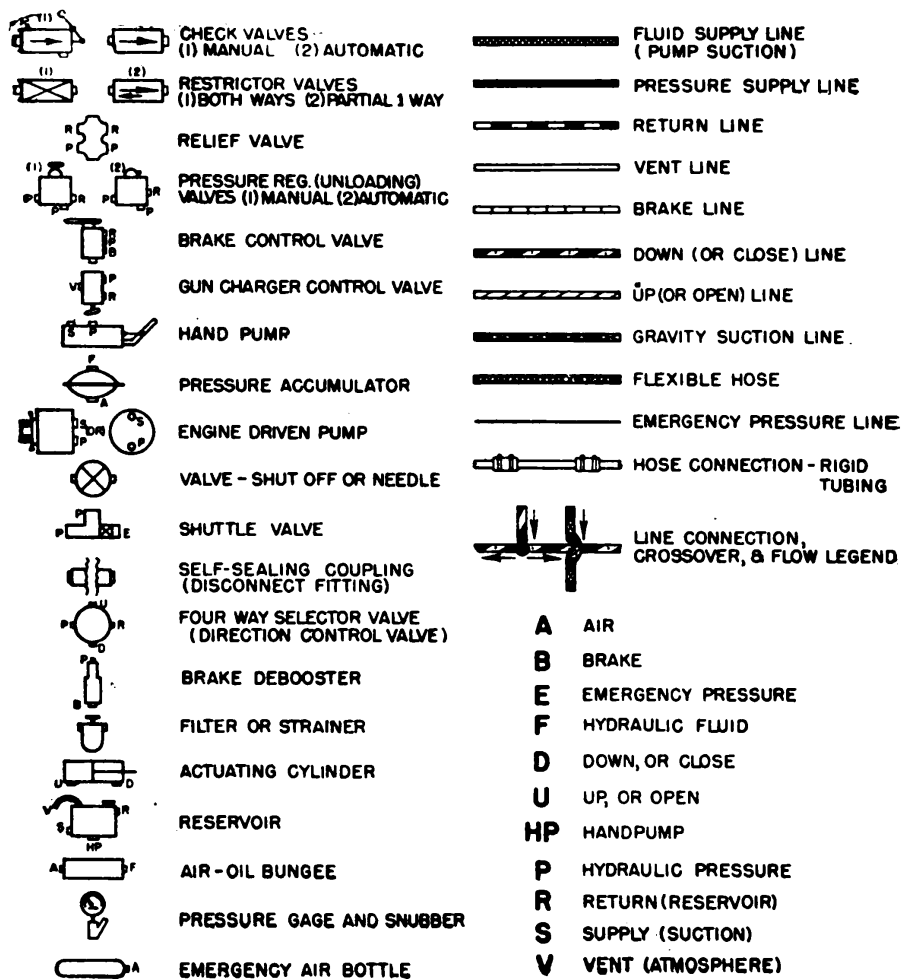 (1) C
P
CHECK VALVES
(1) MANUAL (2) AUTOMATIC
(1) (2)
RESTRICTOR VALVES
(1) BOTH WAYS (2) PARTIAL 1 WAY
R R
P P
RELIEF VALVE
(1) (2)
P R P R
P P
PRESSURE REG. (UNLOADING)
VALVES (1) MANUAL (2) AUTOMATIC
R
P
B
BRAKE CONTROL VALVE
V P
R
GUN CHARGER CONTROL VALVE
S P
HAND PUMP
F
A
PRESSURE ACCUMULATOR
S OR S
P P
ENGINE DRIVEN PUMP
VALVE - SHUT OFF OR NEEDLE
P
P E
SHUTTLE VALVE
SELF-SEALING COUPLING
(DISCONNECT FITTING)
U
P R
D
FOUR WAY SELECTOR VALVE
(DIRECTION CONTROL VALVE)
P
B
BRAKE DEBOOSTER
FILTER OR STRAINER
U D
ACTUATING CYLINDER
V R
S
HP
RESERVOIR
A F
AIR-OIL BUNGEE
PRESSURE GAGE AND SNUBBER
A
EMERGENCY AIR BOTTLE
FLUID SUPPLY LINE
(PUMP SUCTION)
PRESSURE SUPPLY LINE
RETURN LINE
VENT LINE
BRAKE LINE
DOWN (OR CLOSE) LINE
UP (OR OPEN) LINE
GRAVITY SUCTION LINE
FLEXIBLE HOSE
EMERGENCY PRESSURE LINE
HOSE CONNECTION - RIGID
TUBING
LINE CONNECTION,
CROSSOVER, & FLOW LEGEND
A AIR
B BRAKE
E EMERGENCY PRESSURE
F HYDRAULIC FLUID
D DOWN, OR CLOSE
U UP, OR OPEN
HP HANDPUMP
P HYDRAULIC PRESSURE
R RETURN (RESERVOIR)
S SUPPLY (SUCTION)
V VENT (ATMOSPHERE)